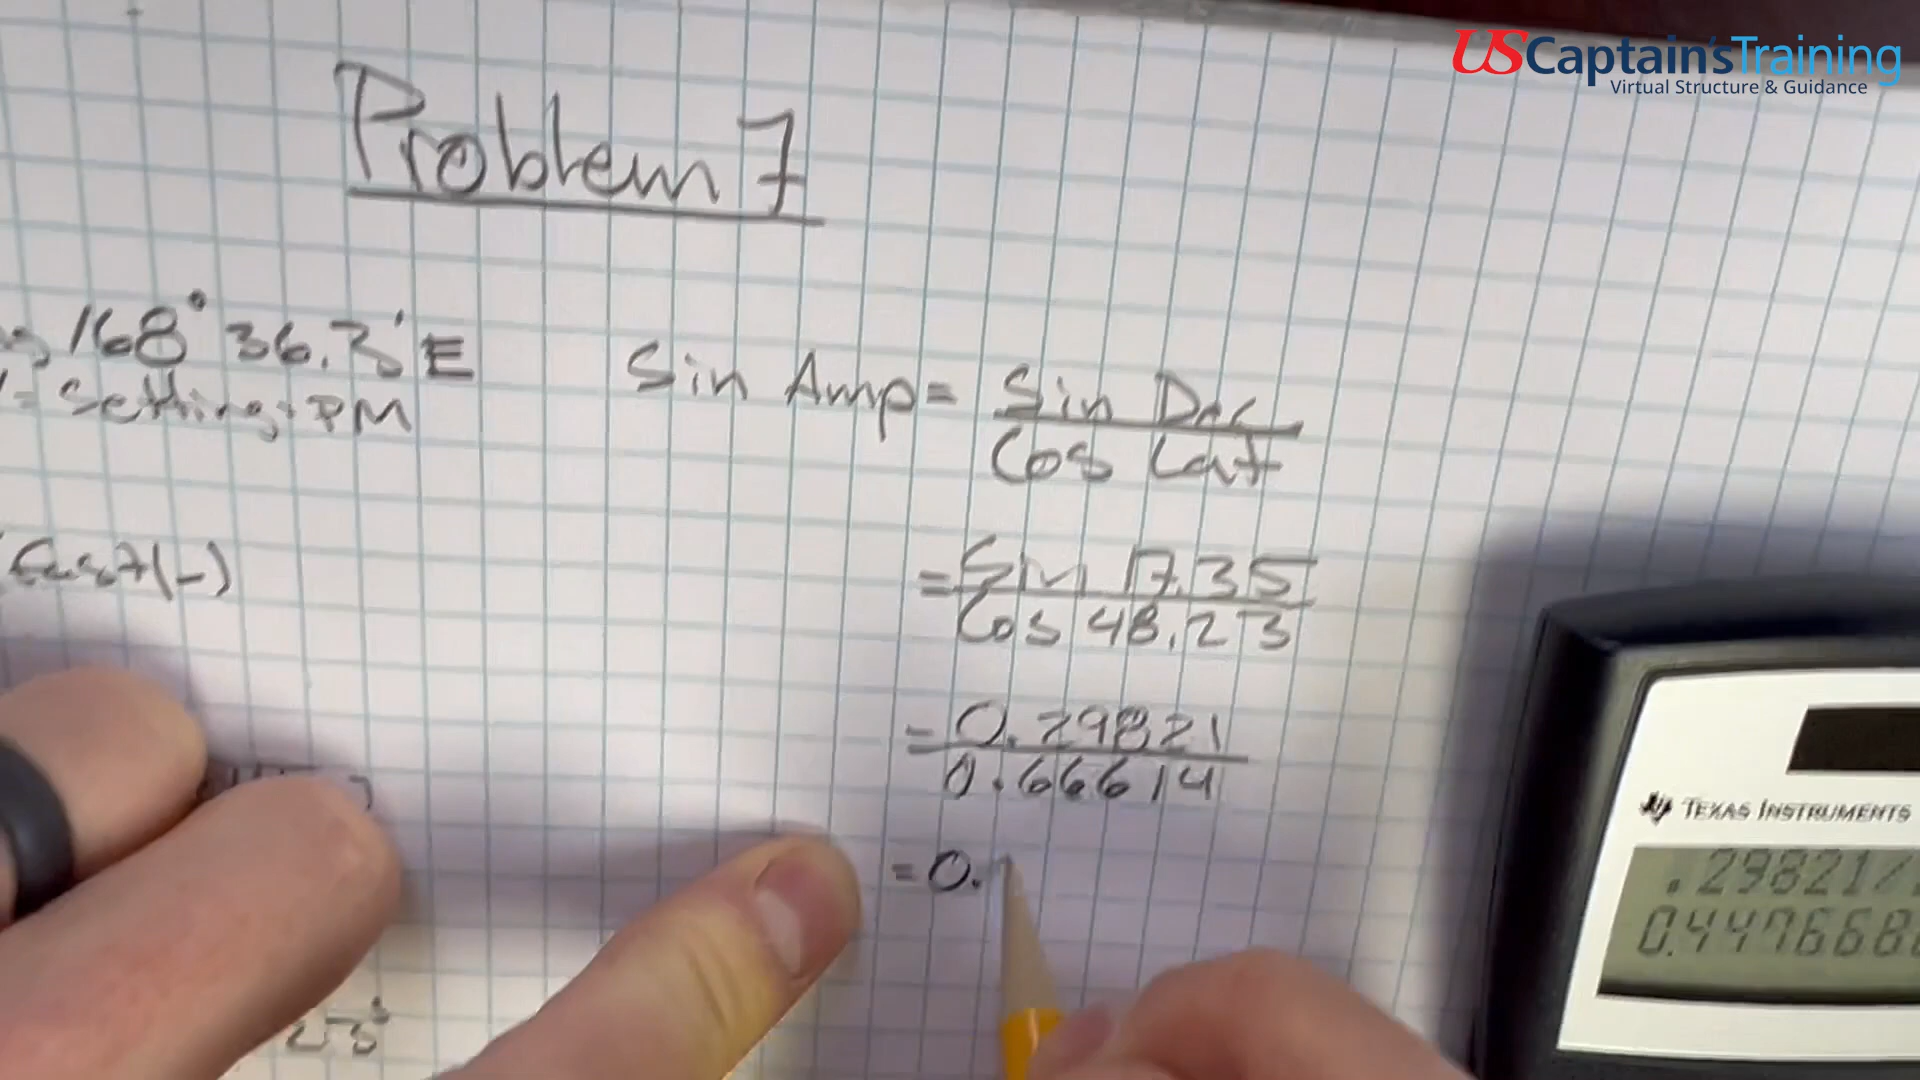 USCaptain'sTraining
Virtual Structure & Guidance
Problem 7
168° 36.3' E
Setting: PM
Sin Amp = Sin Dec
Cos Lat
= Sin 17.35
Cos 48.23
= 0.29821
0.66614
= 0.
TEXAS INSTRUMENTS
.29821/
0.447668